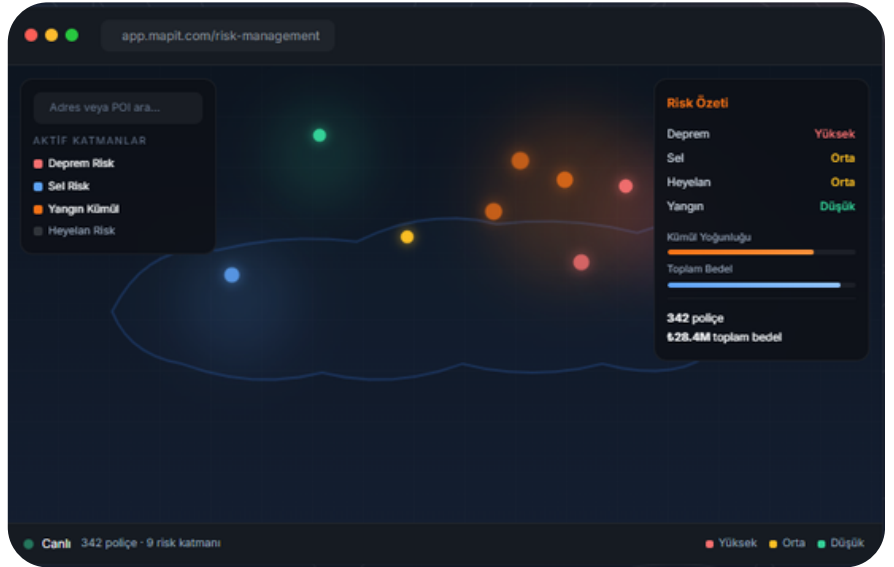 app.mapit.com/risk-management
Adres veya POI ara...
AKTİF KATMANLAR
Deprem Risk
Sel Risk
Yangın Kümül
Heyelan Risk
Risk Özeti
Deprem Yüksek
Sel Orta
Heyelan Orta
Yangın Düşük
Kümül Yoğunluğu
Toplam Bedel
342 poliçe
₺28.4M toplam bedel
Canlı 342 poliçe · 9 risk katmanı
Yüksek Orta Düşük